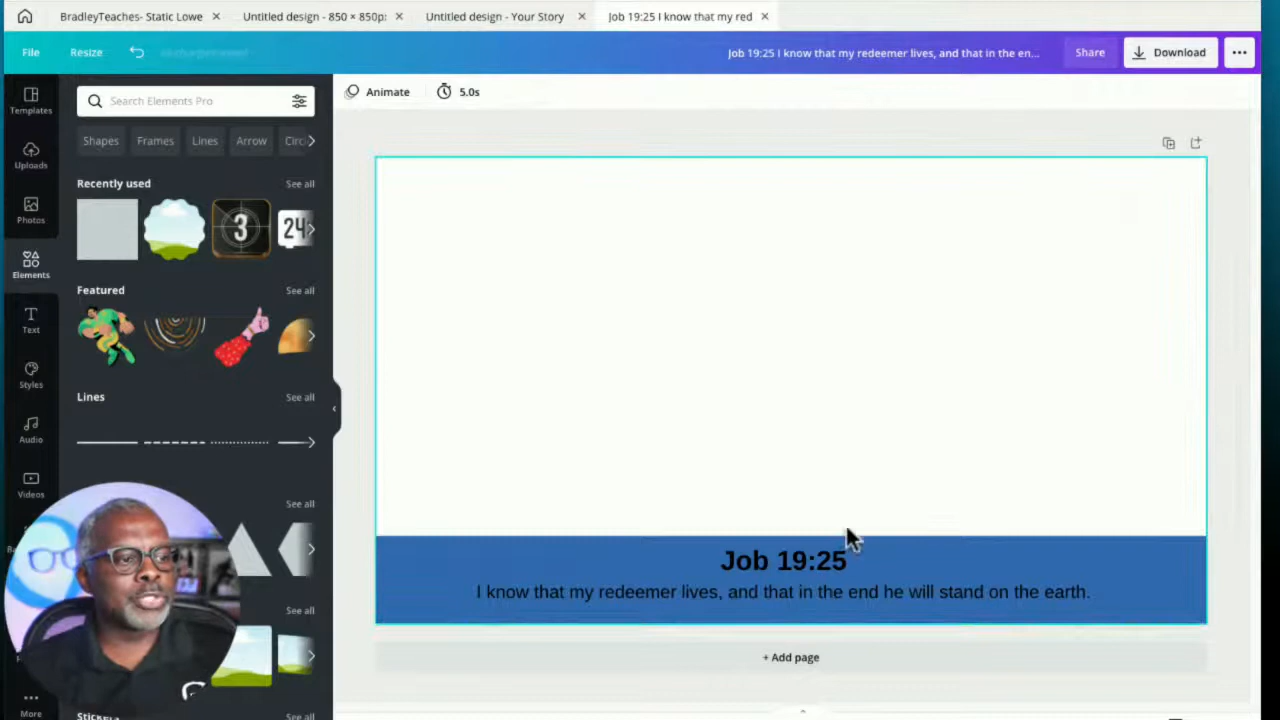 BradleyTeaches- Static Lowe
Untitled design - 850 × 850p:
Untitled design - Your Story
Job 19:25 I know that my red
File
Resize
Job 19:25 I know that my redeemer lives, and that in the en...
Share
Download
Templates
Uploads
Photos
Elements
Text
Styles
Audio
Videos
More
Search Elements Pro
Shapes
Frames
Lines
Arrow
Circ
Recently used
See all
3
24
Featured
See all
Lines
See all
See all
See all
Stickers
See all
Animate
5.0s
Job 19:25
I know that my redeemer lives, and that in the end he will stand on the earth.
+ Add page